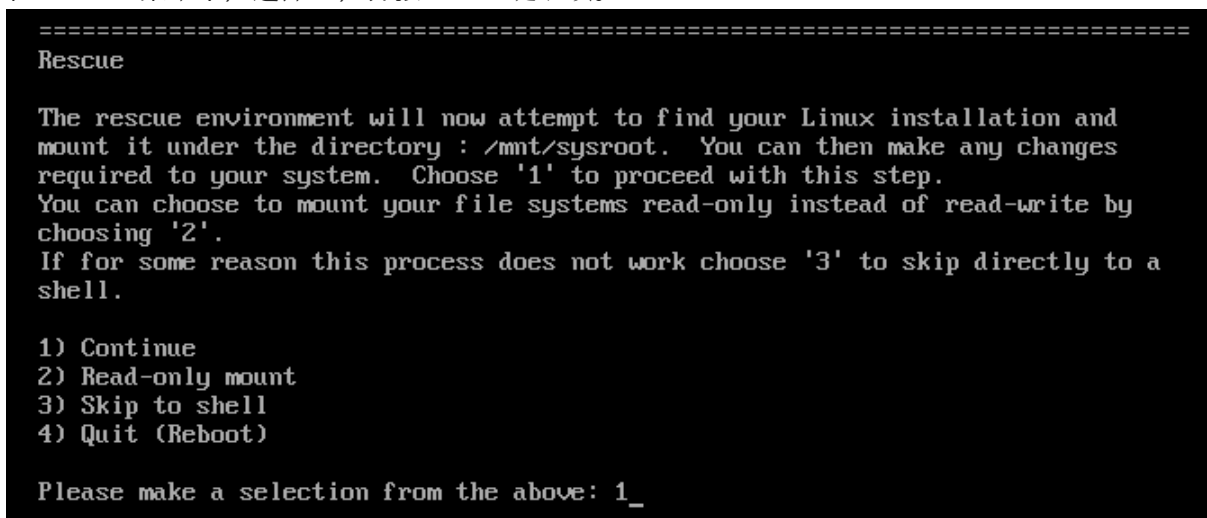 ================================================================================
Rescue
The rescue environment will now attempt to find your Linux installation and
mount it under the directory : /mnt/sysroot.  You can then make any changes
required to your system.  Choose '1' to proceed with this step.
You can choose to mount your file systems read-only instead of read-write by
choosing '2'.
If for some reason this process does not work choose '3' to skip directly to a
shell.
1) Continue
2) Read-only mount
3) Skip to shell
4) Quit (Reboot)
Please make a selection from the above: 1_